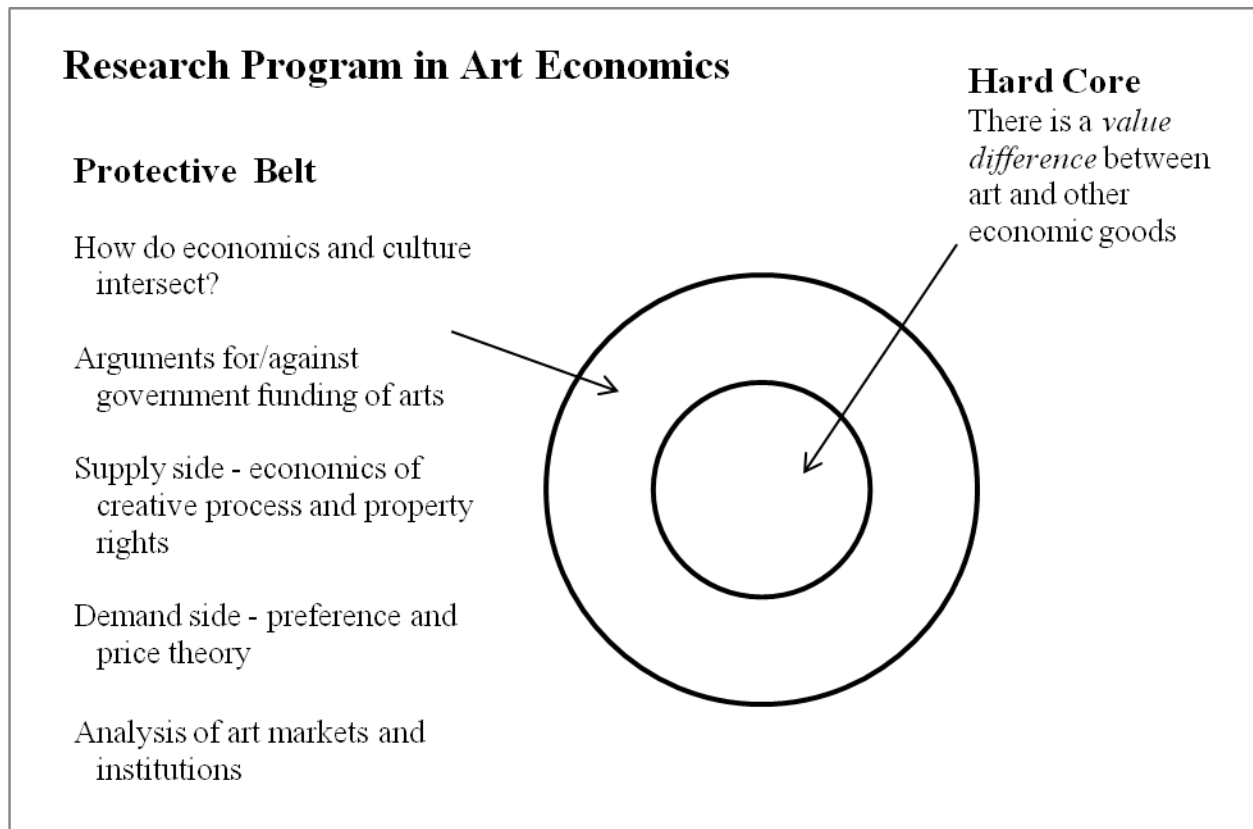 Research Program in Art Economics
Hard Core
There is a value
difference between
art and other
economic goods
Protective Belt
How do economics and culture
intersect?
Arguments for/against
government funding of arts
Supply side - economics of
creative process and property
rights
Demand side - preference and
price theory
Analysis of art markets and
institutions